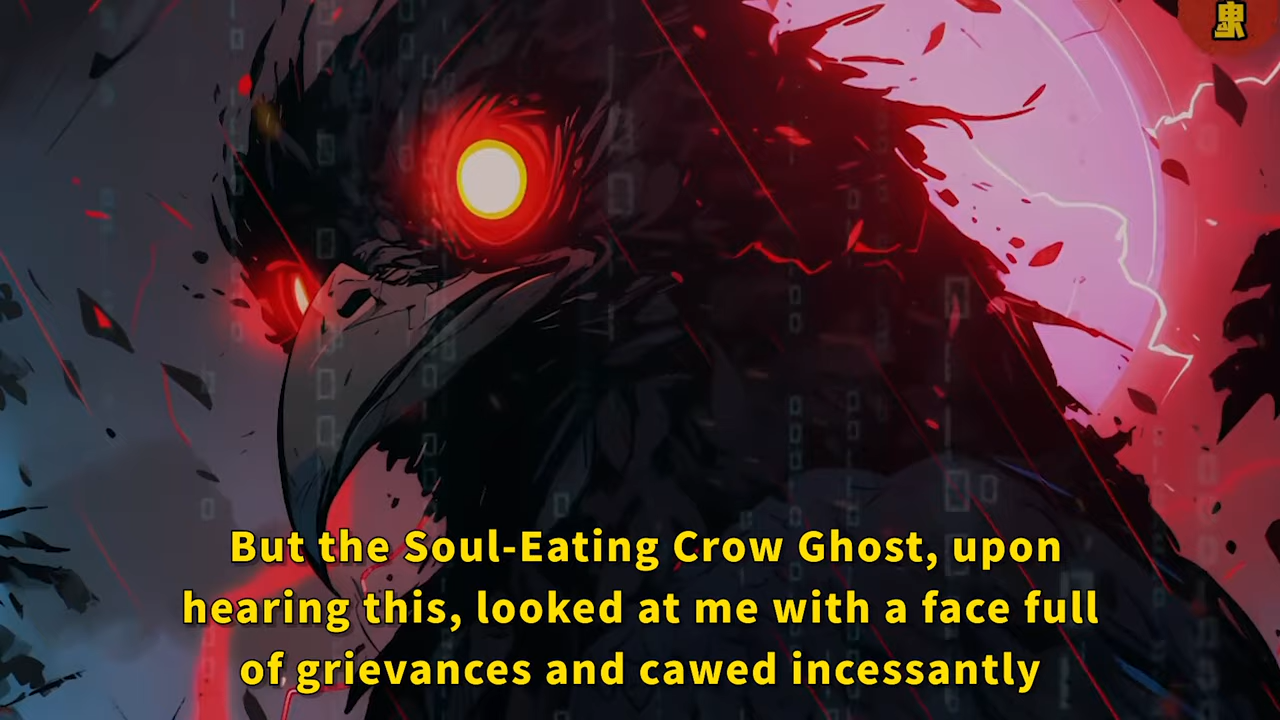 But the Soul-Eating Crow Ghost, upon
hearing this, looked at me with a face full
of grievances and cawed incessantly